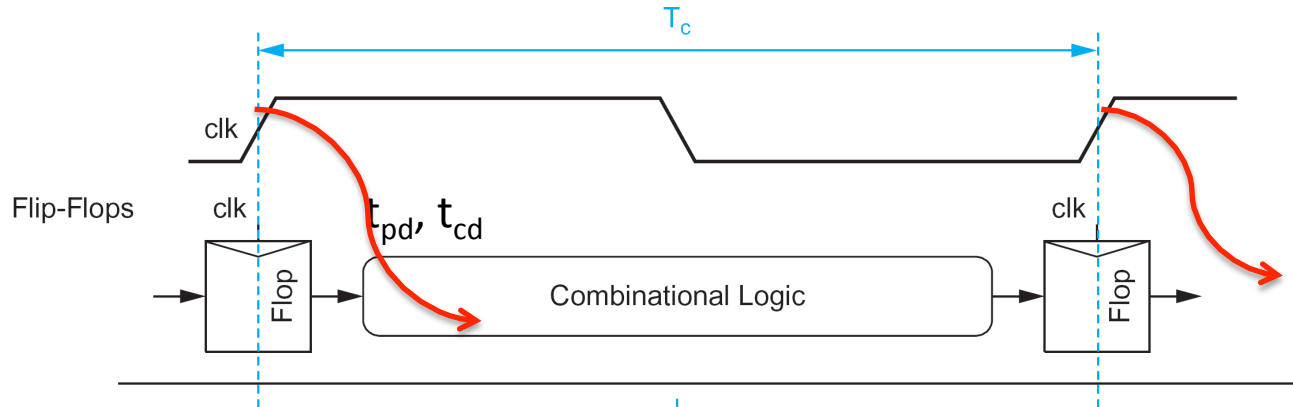 Tc
clk
Flip-Flops
clk
tpd, tcd
clk
Flop
Combinational Logic
Flop